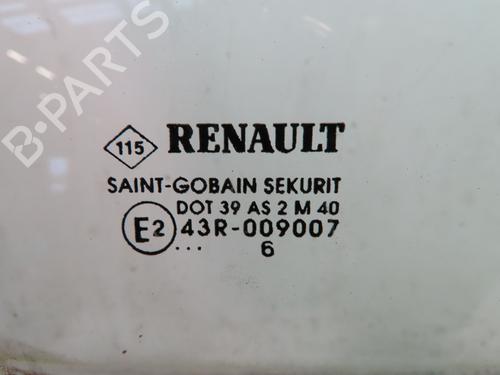 B-PARTS
115 RENAULT
SAINT-GOBAIN SEKURIT
DOT 39 AS 2 M 40
E2 43R-009007
... 6